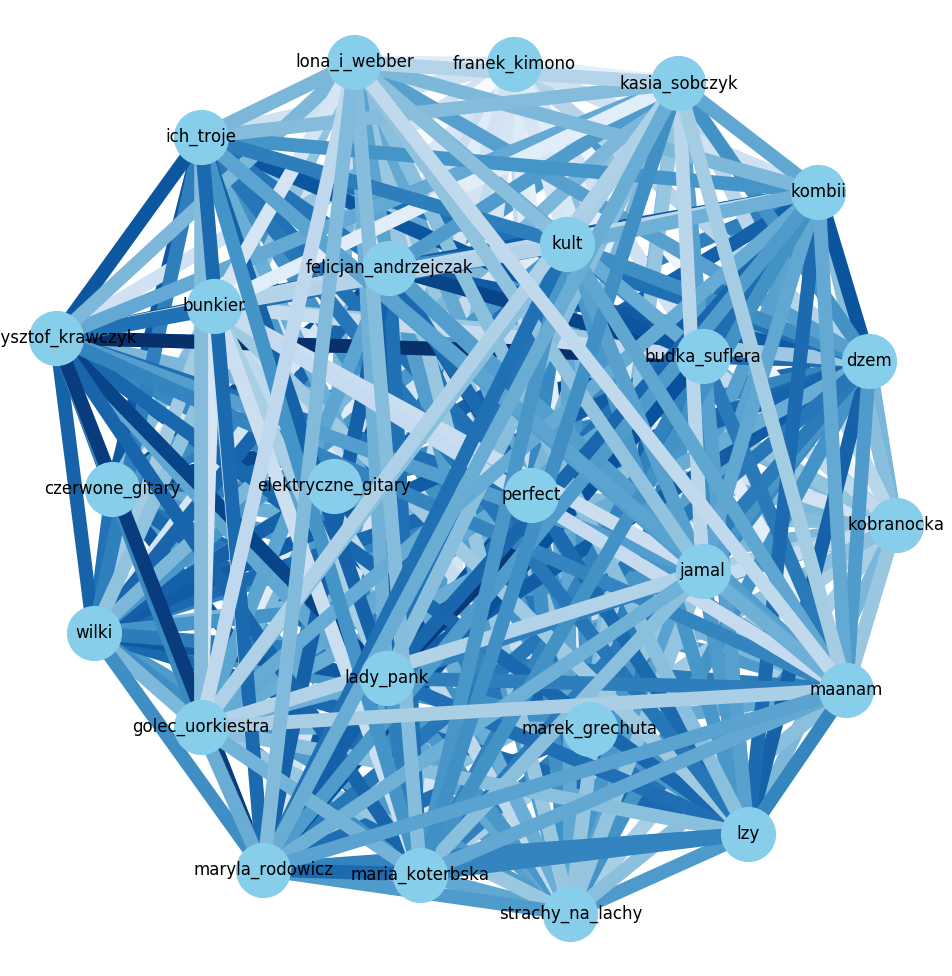 lona_i_webber
franek_kimono
kasia_sobczyk
ich_troje
kombii
kult
felicjan_andrzejczak
bunkier
ysztof_krawczyk
budka_suflera
dzem
czerwone_gitary
elektryczne_gitary
perfect
kobranocka
jamal
wilki
lady_pank
maanam
golec_uorkiestra
marek_grechuta
lzy
maryla_rodowicz
maria_koterbska
strachy_na_lachy